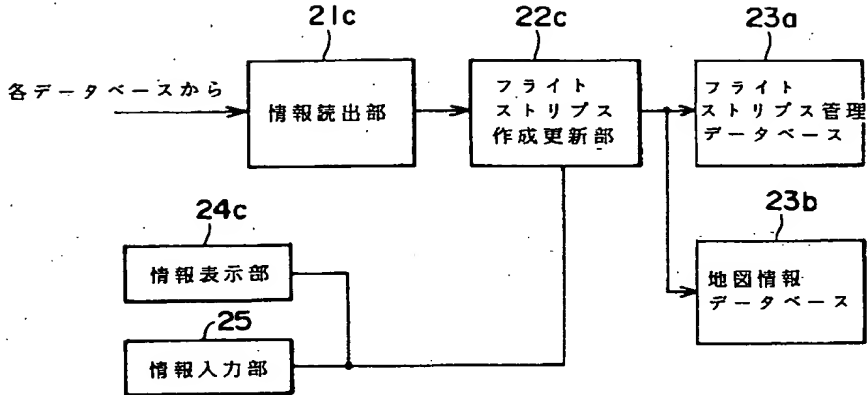 21c
22c
23a
各データベースから
情報読出部
フライト
ストリプス
作成更新部
フライト
ストリプス管理
データベース
24c
情報表示部
23b
地図情報
データベース
25
情報入力部